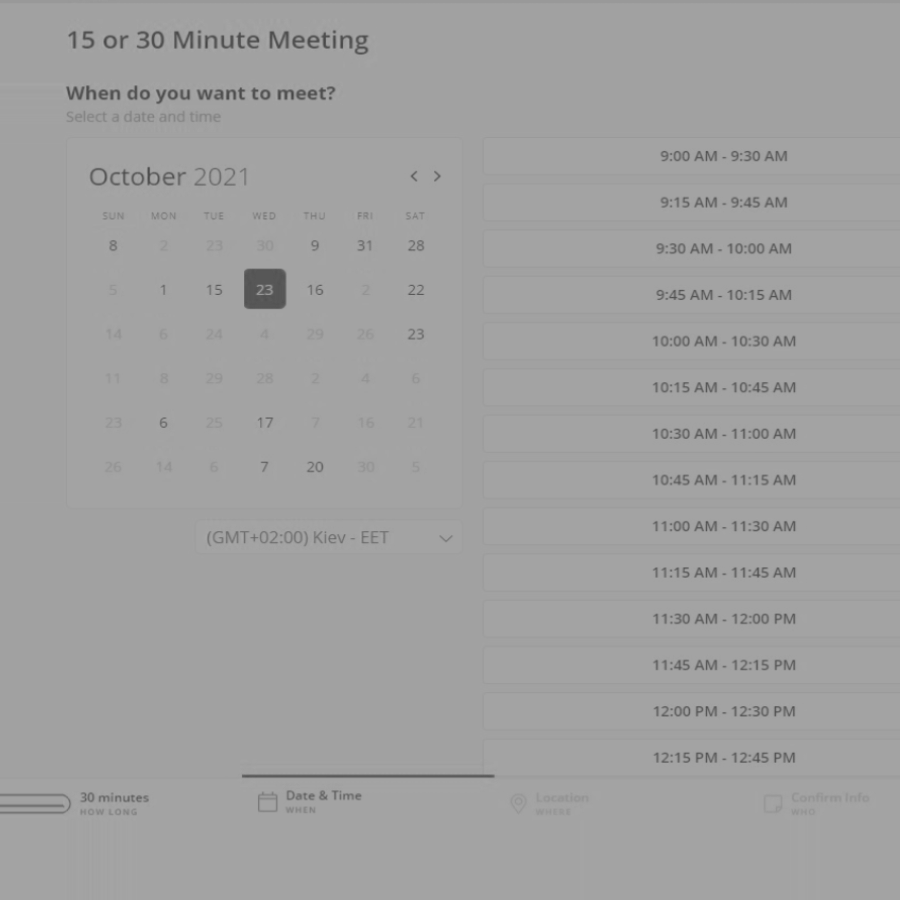 15 or 30 Minute Meeting
When do you want to meet?
Select a date and time
October 2021
SUN MON TUE WED THU FRI SAT
8 2 23 30 9 31 28
5 1 15 23 16 2 22
14 6 24 4 29 26 23
11 8 29 28 2 4 6
23 6 25 17 7 16 21
26 14 6 7 20 30 5
(GMT+02:00) Kiev - EET
9:00 AM - 9:30 AM
9:15 AM - 9:45 AM
9:30 AM - 10:00 AM
9:45 AM - 10:15 AM
10:00 AM - 10:30 AM
10:15 AM - 10:45 AM
10:30 AM - 11:00 AM
10:45 AM - 11:15 AM
11:00 AM - 11:30 AM
11:15 AM - 11:45 AM
11:30 AM - 12:00 PM
11:45 AM - 12:15 PM
12:00 PM - 12:30 PM
12:15 PM - 12:45 PM
30 minutes
HOW LONG
Date & Time
WHEN
Location
WHERE
Confirm Info
WHO